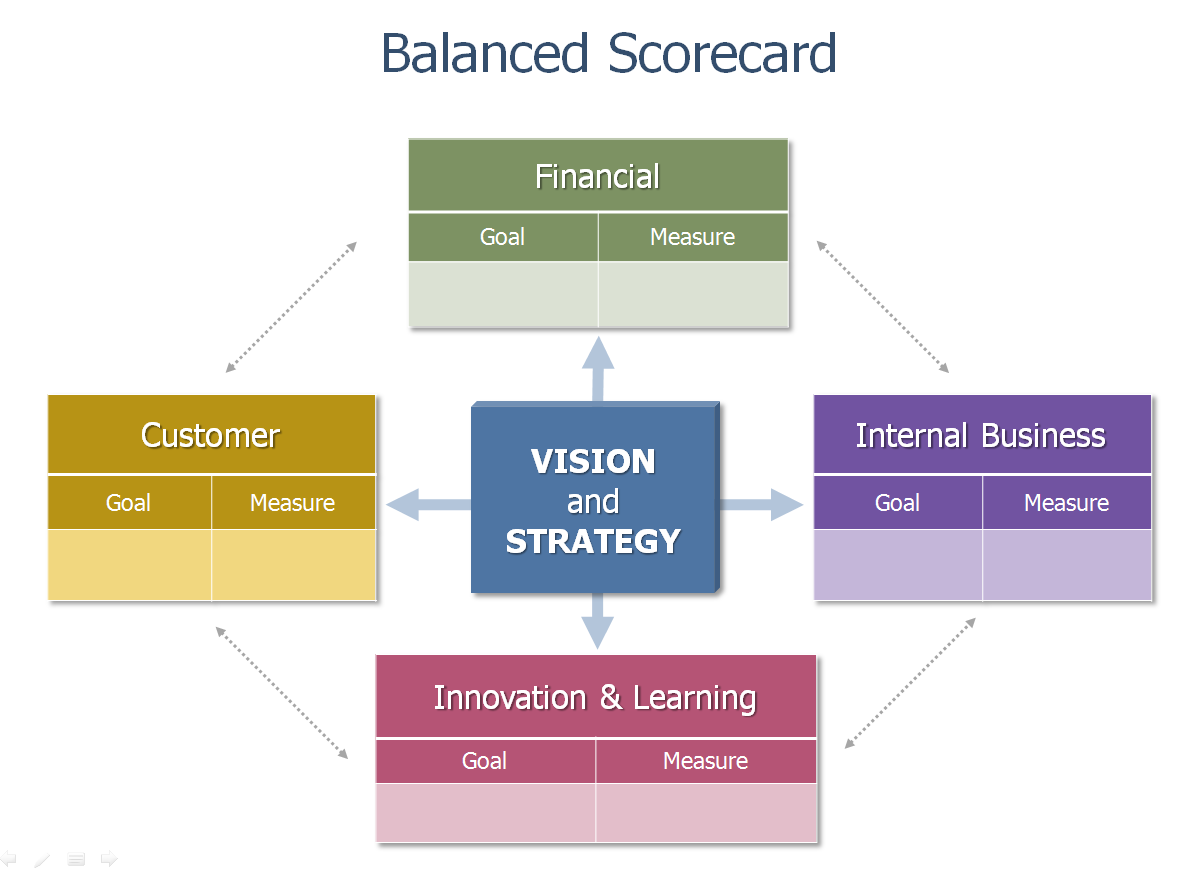 Balanced Scorecard
Financial
Goal Measure
Customer
Goal Measure
VISION
and
STRATEGY
Internal Business
Goal Measure
Innovation & Learning
Goal Measure